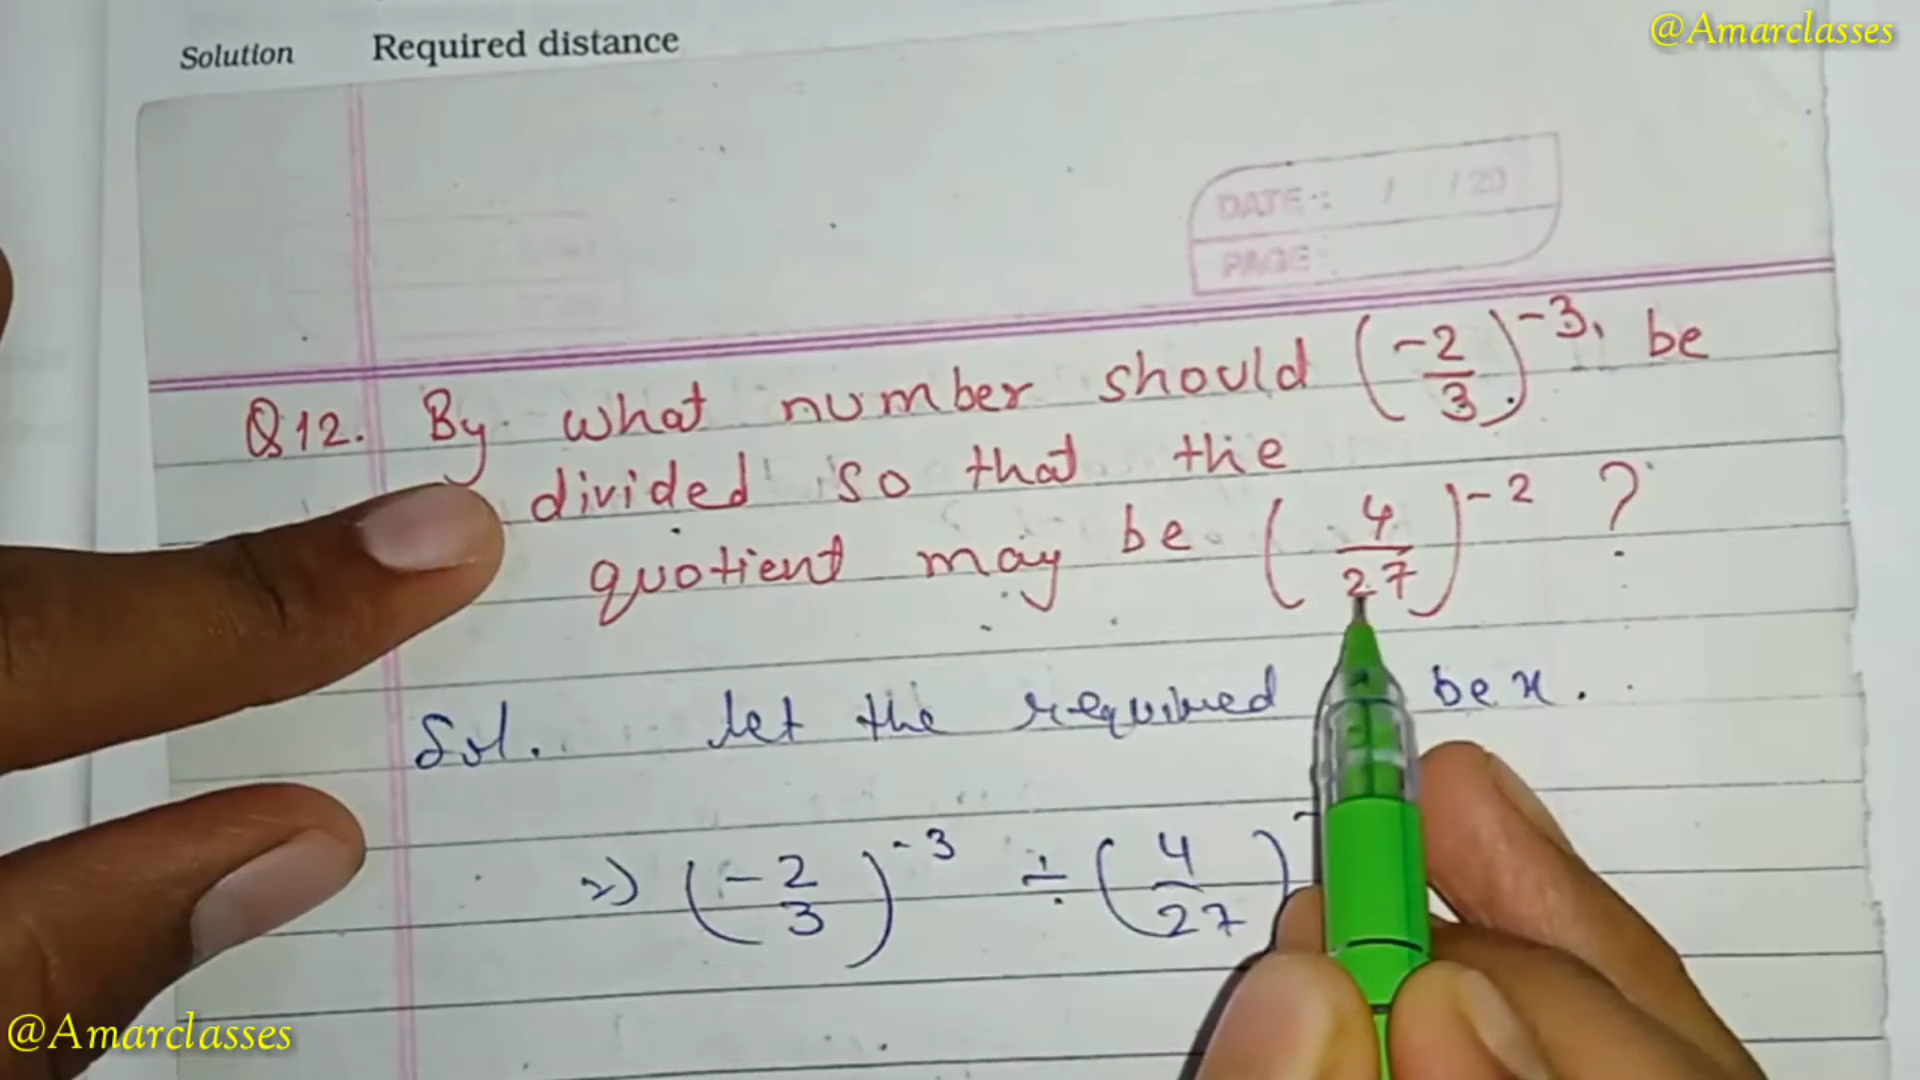 @Amarclasses
Solution Required distance
DATE : / / 20
PAGE
Q12. By what number should (-2/3)^-3, be
divided so that the
quotient may be (4/27)^-2 ?
Sol. let the required be x.
=> (-2/3)^-3 ÷ (4/27)^-
@Amarclasses